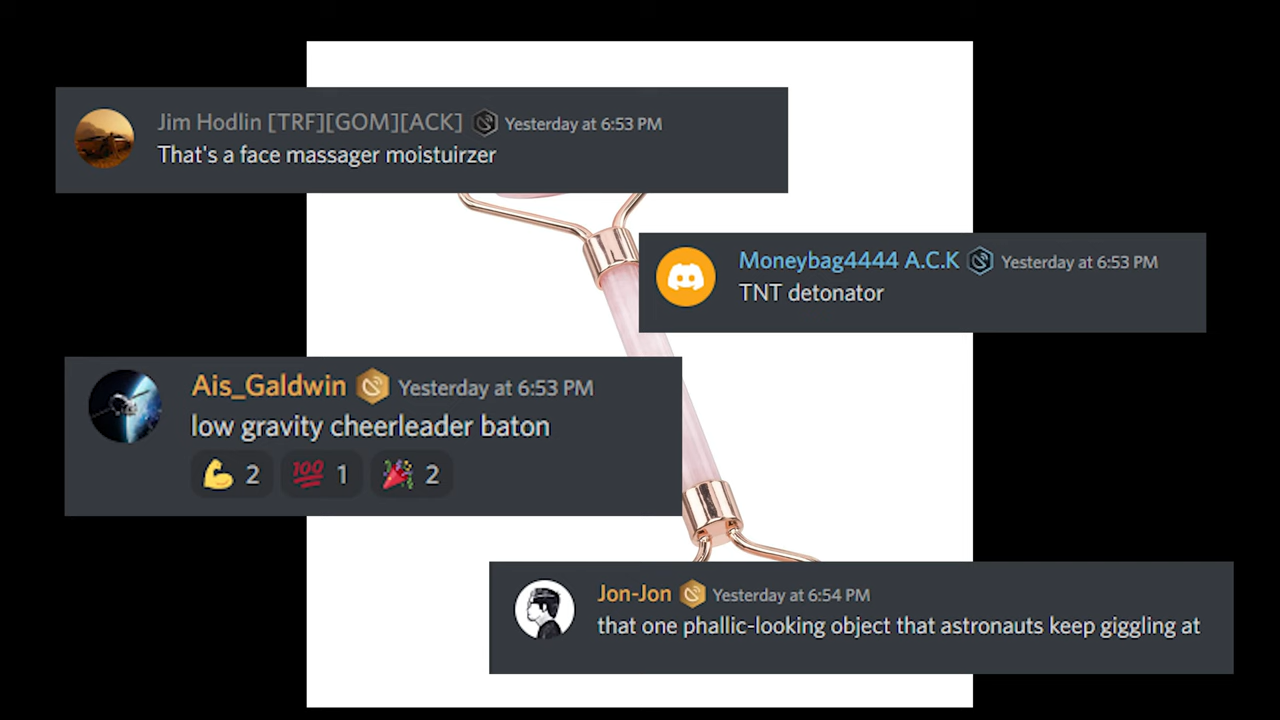 Jim Hodlin [TRF][GOM][ACK] Yesterday at 6:53 PM
That's a face massager moistuirzer
Moneybag4444 A.C.K Yesterday at 6:53 PM
TNT detonator
Ais_Galdwin Yesterday at 6:53 PM
low gravity cheerleader baton
💪 2 💯 1 🎉 2
Jon-Jon Yesterday at 6:54 PM
that one phallic-looking object that astronauts keep giggling at